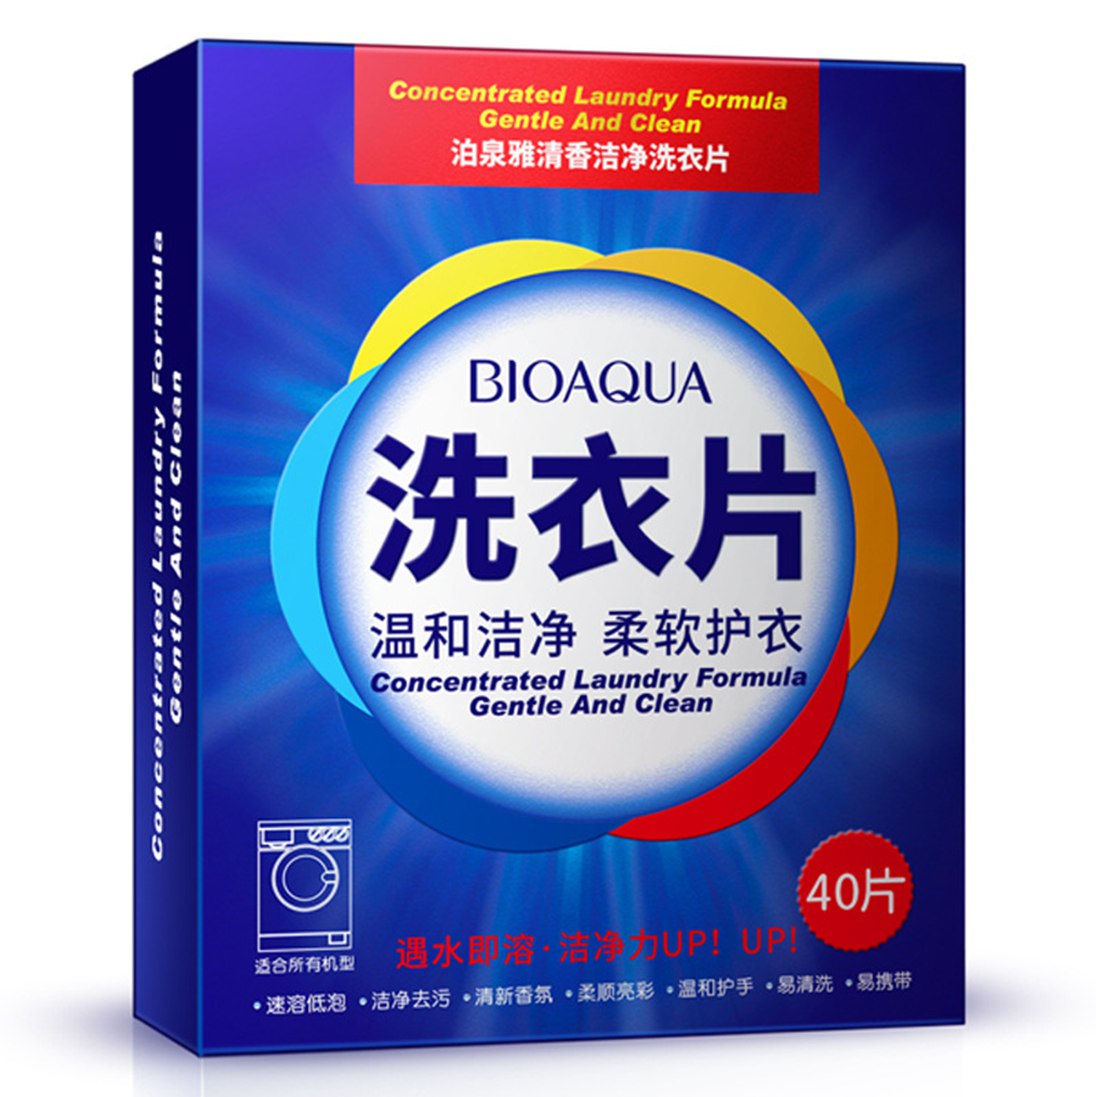 Concentrated Laundry Formula
Gentle And Clean
泊泉雅清香洁净洗衣片
BIOAQUA
洗衣片
温和洁净 柔软护衣
Concentrated Laundry Formula
Gentle And Clean
40片
遇水即溶·洁净力UP! UP!
适合所有机型
•速溶低泡 •洁净去污 •清新香氛 •柔顺亮彩 •温和护手 •易清洗 •易携带
Concentrated Laundry Formula
Gentle And Clean